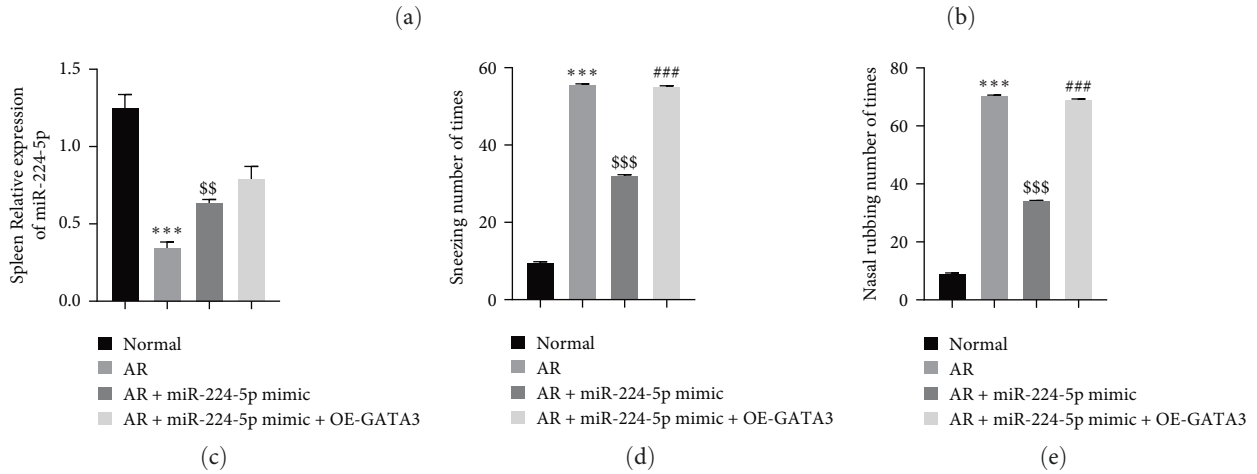 (a)
(b)
Spleen Relative expression
of miR-224-5p
1.5
1.0
0.5
0.0
***
$$
Normal
AR
AR + miR-224-5p mimic
AR + miR-224-5p mimic + OE-GATA3
(c)
Sneezing number of times
60
40
20
0
***
$$$
###
Normal
AR
AR + miR-224-5p mimic
AR + miR-224-5p mimic + OE-GATA3
(d)
Nasal rubbing number of times
80
60
40
20
0
***
$$$
###
Normal
AR
AR + miR-224-5p mimic
AR + miR-224-5p mimic + OE-GATA3
(e)